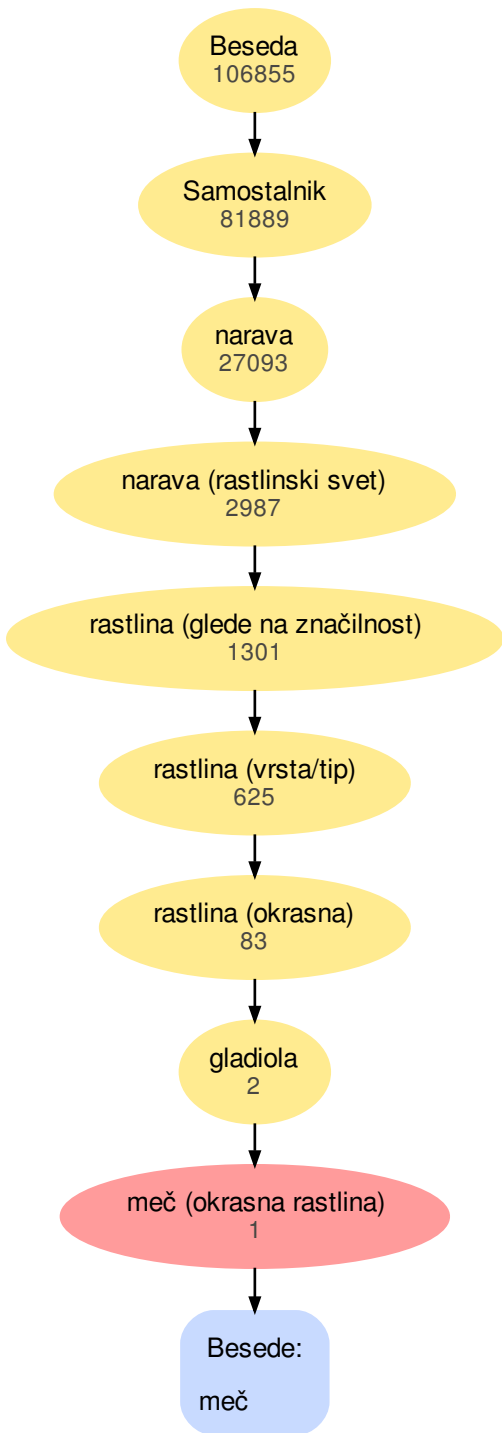 Beseda
106855
Samostalnik
81889
narava
27093
narava (rastlinski svet)
2987
rastlina (glede na značilnost)
1301
rastlina (vrsta/tip)
625
rastlina (okrasna)
83
gladiola
2
meč (okrasna rastlina)
1
Besede:
meč